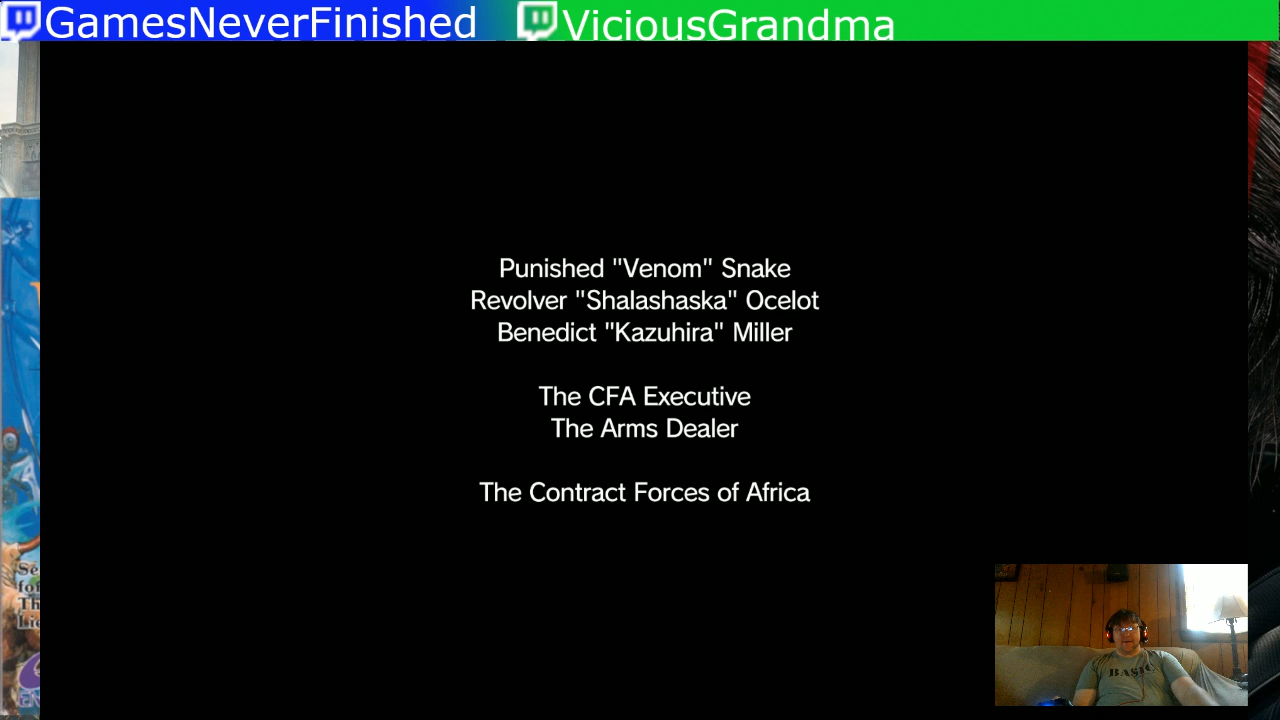 GamesNeverFinished
ViciousGrandma
Punished "Venom" Snake
Revolver "Shalashaska" Ocelot
Benedict "Kazuhira" Miller
The CFA Executive
The Arms Dealer
The Contract Forces of Africa
BASIC